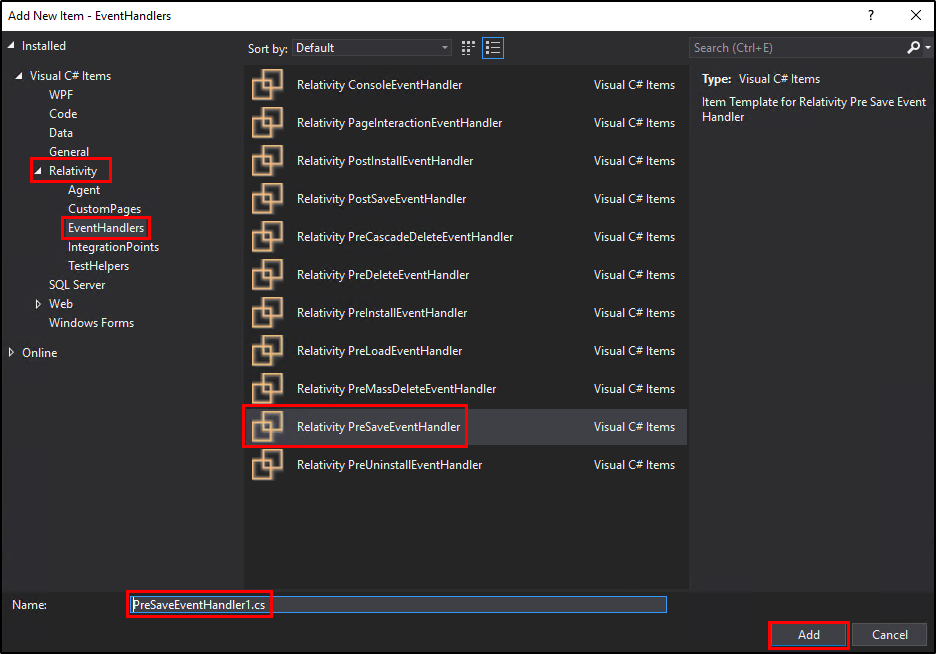 Add New Item - EventHandlers
?
Installed
Visual C# Items
WPF
Code
Data
General
Relativity
Agent
CustomPages
EventHandlers
IntegrationPoints
TestHelpers
SQL Server
Web
Windows Forms
Online
Sort by: Default
Relativity ConsoleEventHandler Visual C# Items
Relativity PageInteractionEventHandler Visual C# Items
Relativity PostInstallEventHandler Visual C# Items
Relativity PostSaveEventHandler Visual C# Items
Relativity PreCascadeDeleteEventHandler Visual C# Items
Relativity PreDeleteEventHandler Visual C# Items
Relativity PreInstallEventHandler Visual C# Items
Relativity PreLoadEventHandler Visual C# Items
Relativity PreMassDeleteEventHandler Visual C# Items
Relativity PreSaveEventHandler Visual C# Items
Relativity PreUninstallEventHandler Visual C# Items
Search (Ctrl+E)
Type: Visual C# Items
Item Template for Relativity Pre Save Event
Handler
Name: PreSaveEventHandler1.cs
Add Cancel